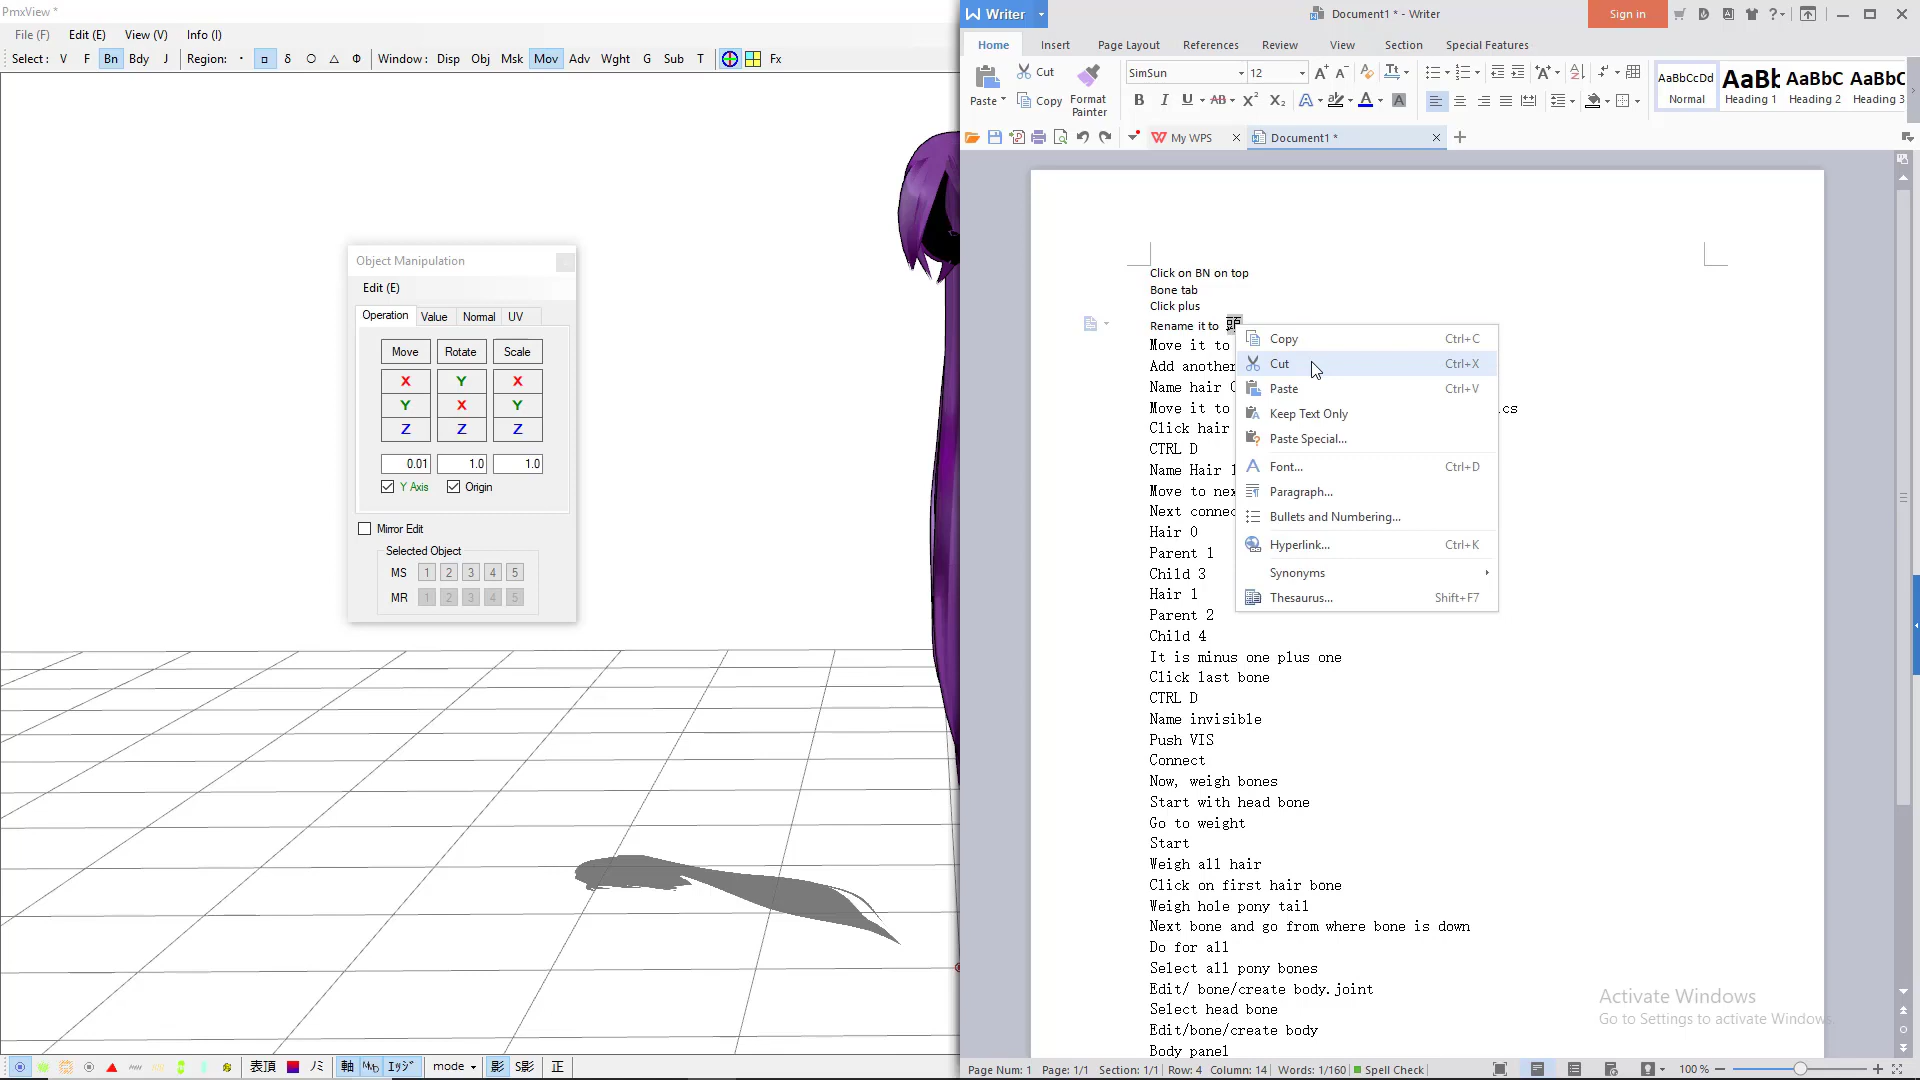 PmxView *
File (F) Edit (E) View (V) Info (I)
Select : V F Bn Bdy J Region: Window : Disp Obj Msk Mov Adv Wght G Sub T Fx
Object Manipulation
Edit (E)
Operation Value Normal UV
Move Rotate Scale
X Y X
Y X Y
Z Z Z
0.01 1.0 1.0
Y Axis Origin
Mirror Edit
Selected Object
MS 1 2 3 4 5
MR 1 2 3 4 5
表頂 ノミ 軸 エッジ mode 影 S影 正
Writer Document1 * - Writer Sign in
Home Insert Page Layout References Review View Section Special Features
Paste Cut Copy Format Painter
SimSun 12
AaBbCcDd Normal
AaBb Heading 1
AaBbC Heading 2
AaBbC Heading 3
My WPS Document1 *
Click on BN on top
Bone tab
Click plus
Rename it to 頭
Move it to
Add another
Name hair
Move it to cs
Click hair
CTRL D
Name Hair 1
Move to nex
Next connec
Hair 0
Parent 1
Child 3
Hair 1
Parent 2
Child 4
It is minus one plus one
Click last bone
CTRL D
Name invisible
Push VIS
Connect
Now, weigh bones
Start with head bone
Go to weight
Start
Weigh all hair
Click on first hair bone
Weigh hole pony tail
Next bone and go from where bone is down
Do for all
Select all pony bones
Edit/ bone/create body.joint
Select head bone
Edit/bone/create body
Body panel
Copy Ctrl+C
Cut Ctrl+X
Paste Ctrl+V
Keep Text Only
Paste Special...
Font... Ctrl+D
Paragraph...
Bullets and Numbering...
Hyperlink... Ctrl+K
Synonyms
Thesaurus... Shift+F7
Activate Windows
Go to Settings to activate Windows.
Page Num: 1 Page: 1/1 Section: 1/1 Row: 4 Column: 14 Words: 1/160 Spell Check 100 %